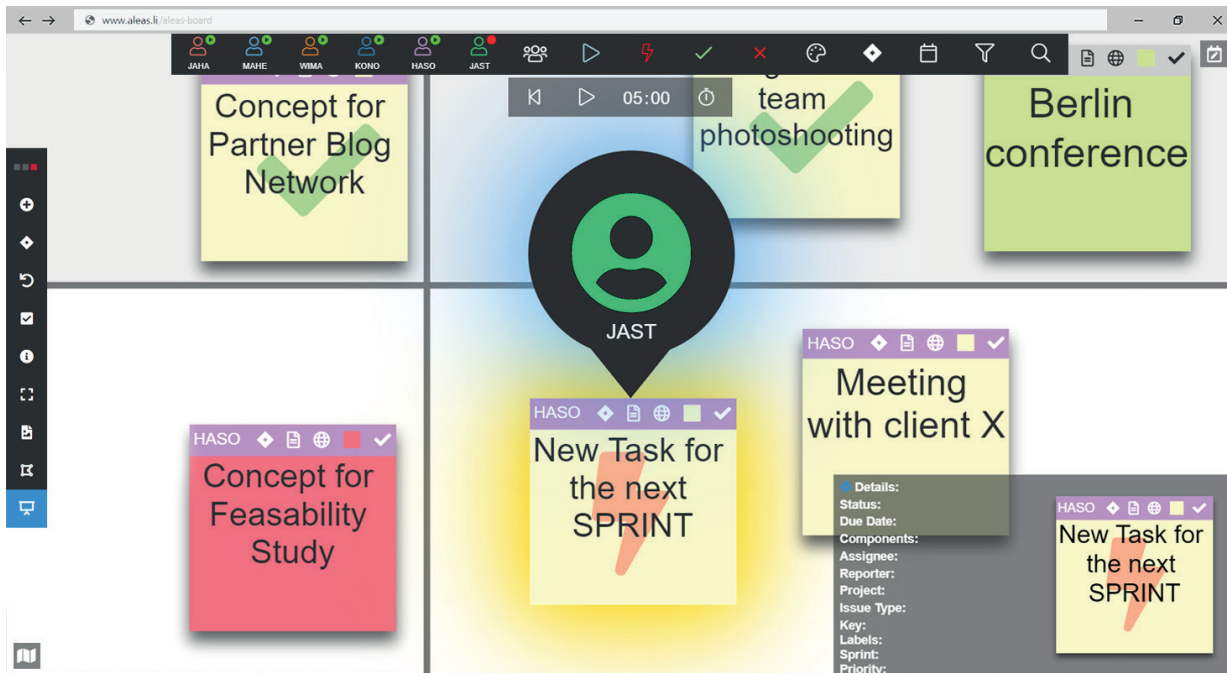 www.aleas.li/aleas-board
JAHA MAHE WIMA KONO HASO JAST
05:00
Concept for
Partner Blog
Network
team
photoshooting
Berlin
conference
JAST
HASO
Meeting
with client X
HASO
New Task for
the next
SPRINT
HASO
Concept for
Feasability
Study
Details:
Status:
Due Date:
Components:
Assignee:
Reporter:
Project:
Issue Type:
Key:
Labels:
Sprint:
Priority:
HASO
New Task for
the next
SPRINT